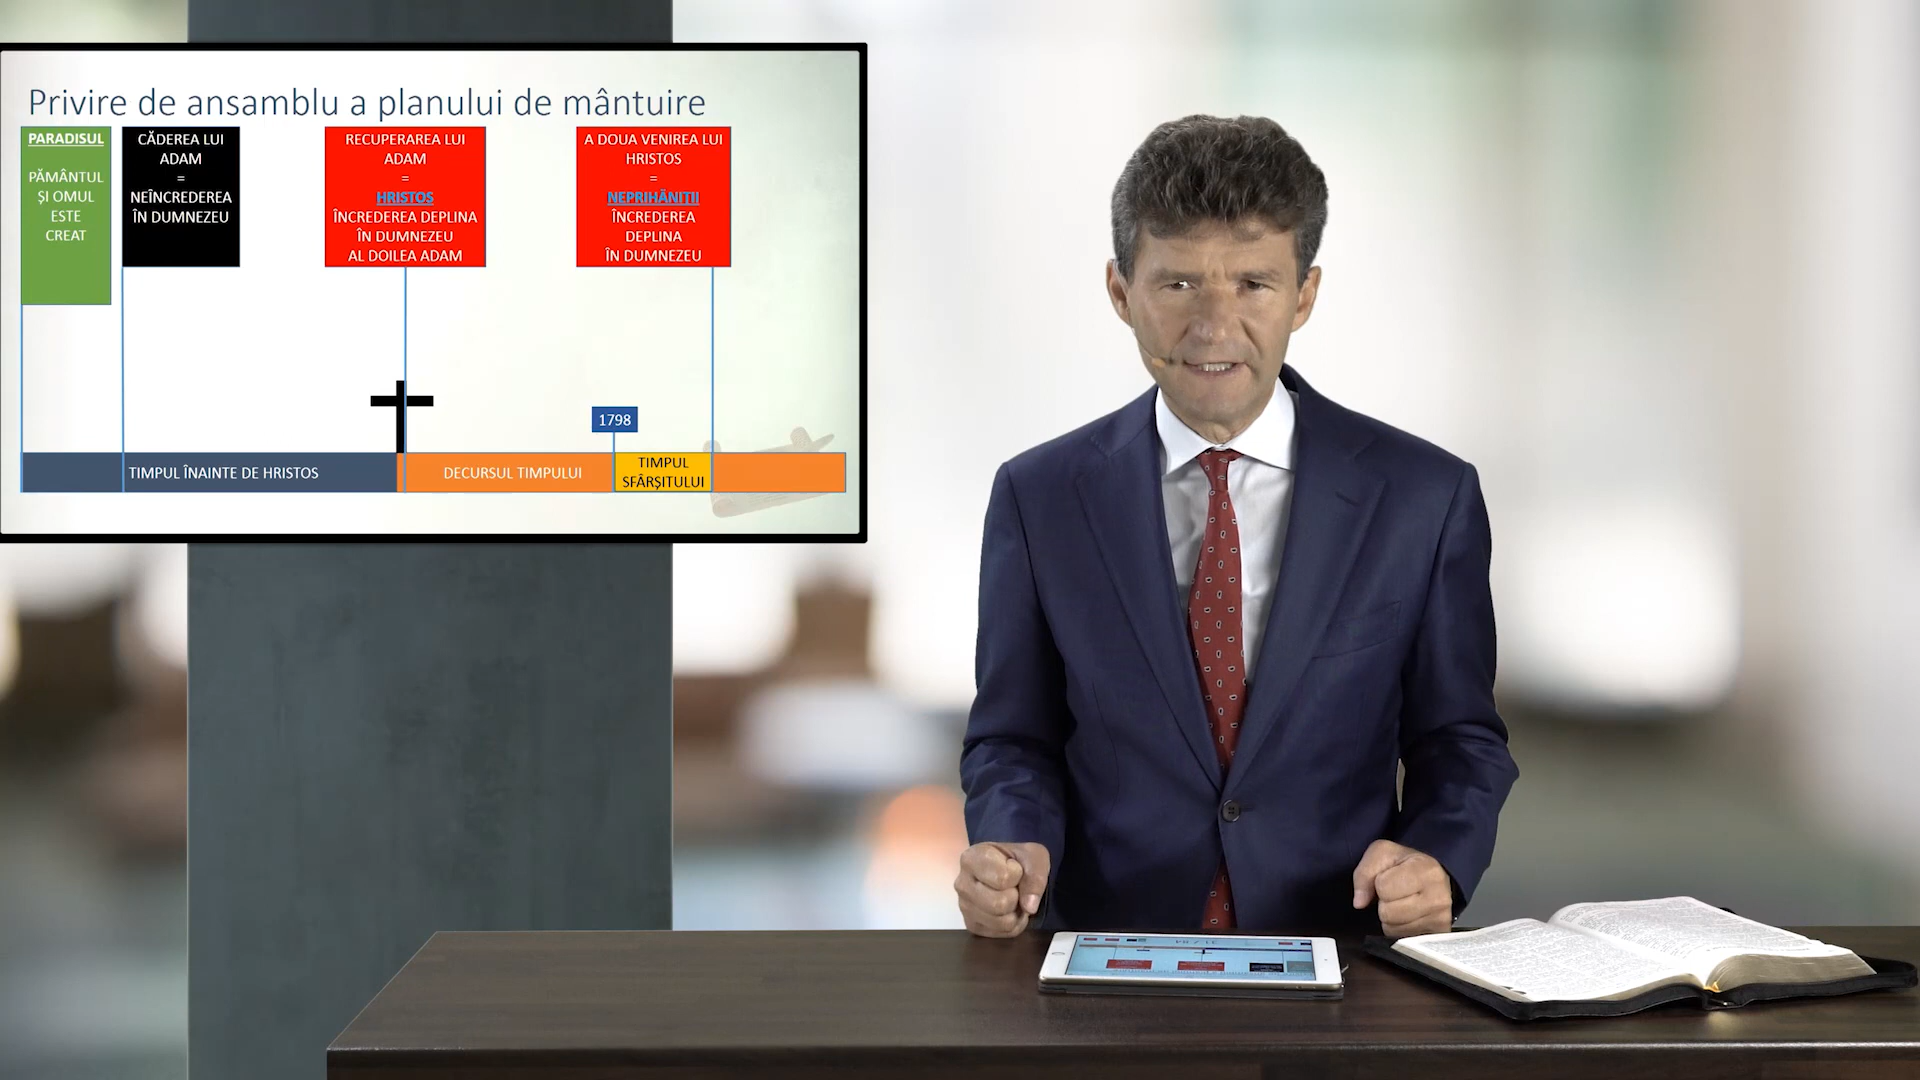 Privire de ansamblu a planului de mântuire
PARADISUL
PĂMÂNTUL
ȘI OMUL
ESTE
CREAT
CĂDEREA LUI
ADAM
=
NEÎNCREDEREA
ÎN DUMNEZEU
RECUPERAREA LUI
ADAM
=
HRISTOS
ÎNCREDEREA DEPLINA
ÎN DUMNEZEU
AL DOILEA ADAM
A DOUA VENIREA LUI
HRISTOS
=
NEPRIHĂNIȚII
ÎNCREDEREA
DEPLINA
ÎN DUMNEZEU
1798
TIMPUL ÎNAINTE DE HRISTOS
DECURSUL TIMPULUI
TIMPUL
SFÂRȘITULUI